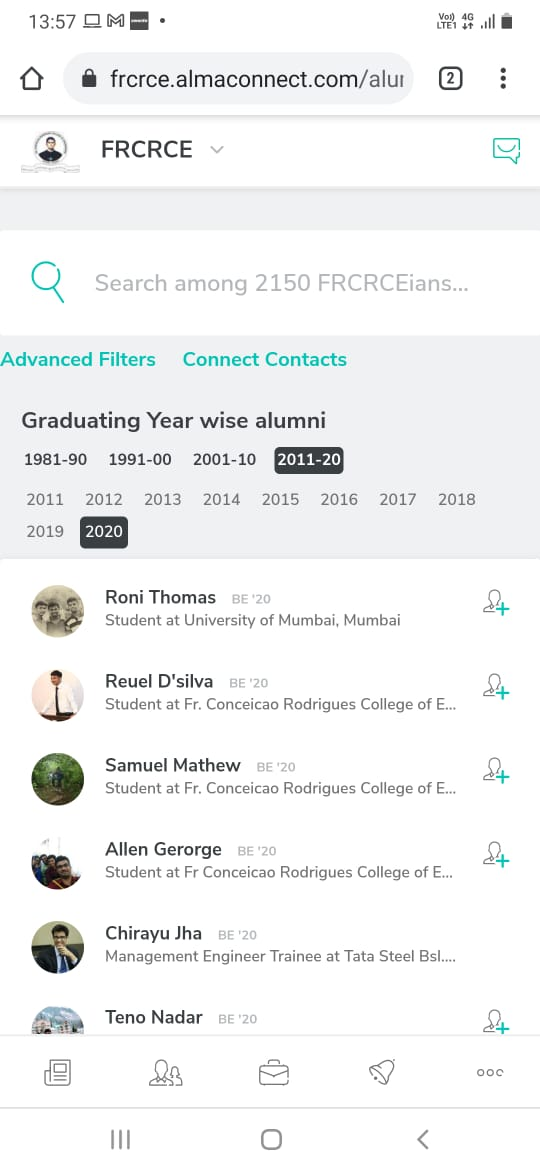 13:57
Vo)) 4G
LTE1
frcrce.almaconnect.com/alur
2
FRCRCE
Search among 2150 FRCRCEians...
Advanced Filters Connect Contacts
Graduating Year wise alumni
1981-90 1991-00 2001-10 2011-20
2011 2012 2013 2014 2015 2016 2017 2018
2019 2020
Roni Thomas BE '20
Student at University of Mumbai, Mumbai
Reuel D'silva BE '20
Student at Fr. Conceicao Rodrigues College of E...
Samuel Mathew BE '20
Student at Fr. Conceicao Rodrigues College of E...
Allen Gerorge BE '20
Student at Fr Conceicao Rodrigues College of E...
Chirayu Jha BE '20
Management Engineer Trainee at Tata Steel Bsl....
Teno Nadar BE '20